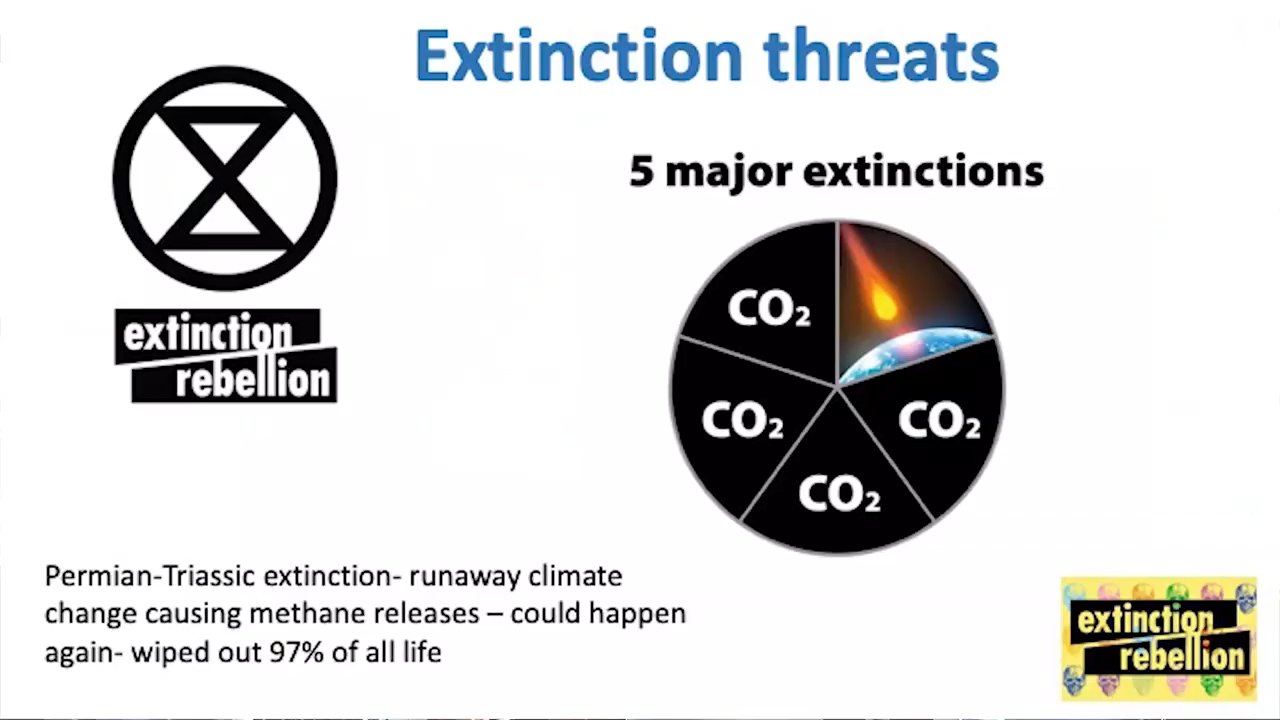 Extinction threats
extinction
rebellion
5 major extinctions
CO₂
CO₂
CO₂
CO₂
Permian-Triassic extinction- runaway climate
change causing methane releases – could happen
again- wiped out 97% of all life
extinction
rebellion